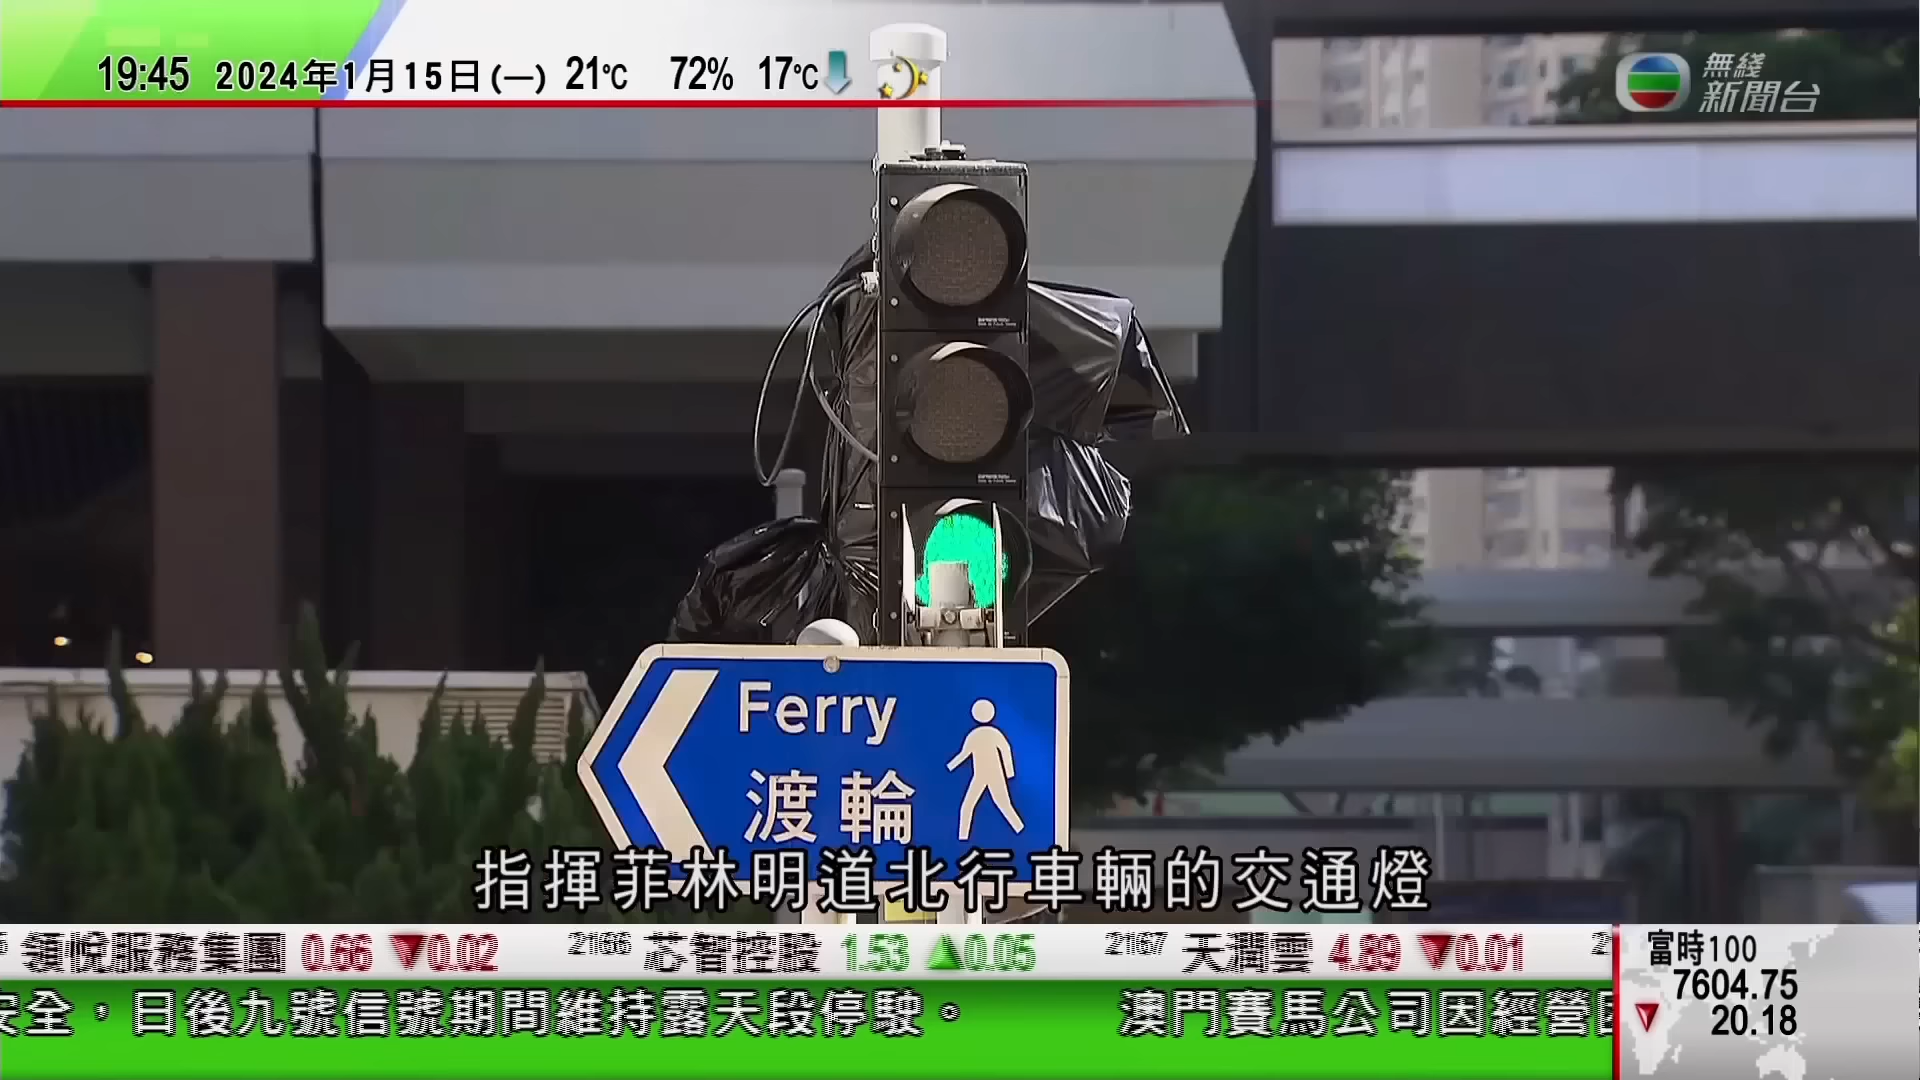 19:45 2024年1月15日(一) 21℃ 72% 17℃
無綫
新聞台
Ferry
渡輪
指揮菲林明道北行車輛的交通燈
領悅服務集團 0.66 ▼0.02 2166 芯智控股 1.53 ▲0.05 2167 天潤雲 4.89 ▼0.01
安全，日後九號信號期間維持露天段停駛。 澳門賽馬公司因經營
富時100
7604.75
▼ 20.18